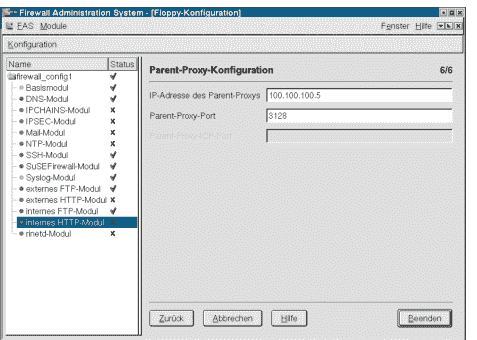 Firewall Administration System - [Floppy-Konfiguration]
EAS Module Fenster Hilfe
Konfiguration
Name Status
firewall_config1
Basismodul
DNS-Modul
IPCHAINS-Modul x
IPSEC-Modul x
Mail-Modul x
NTP-Modul x
SSH-Modul
SuSEFirewall-Modul
Syslog-Modul
externes FTP-Modul
externes HTTP-Modul x
internes FTP-Modul
internes HTTP-Modul
rinetd-Modul x
Parent-Proxy-Konfiguration 6/6
IP-Adresse des Parent-Proxys 100.100.100.5
Parent-Proxy-Port 3128
Parent-Proxy-ICP-Port
Zurück Abbrechen Hilfe Beenden